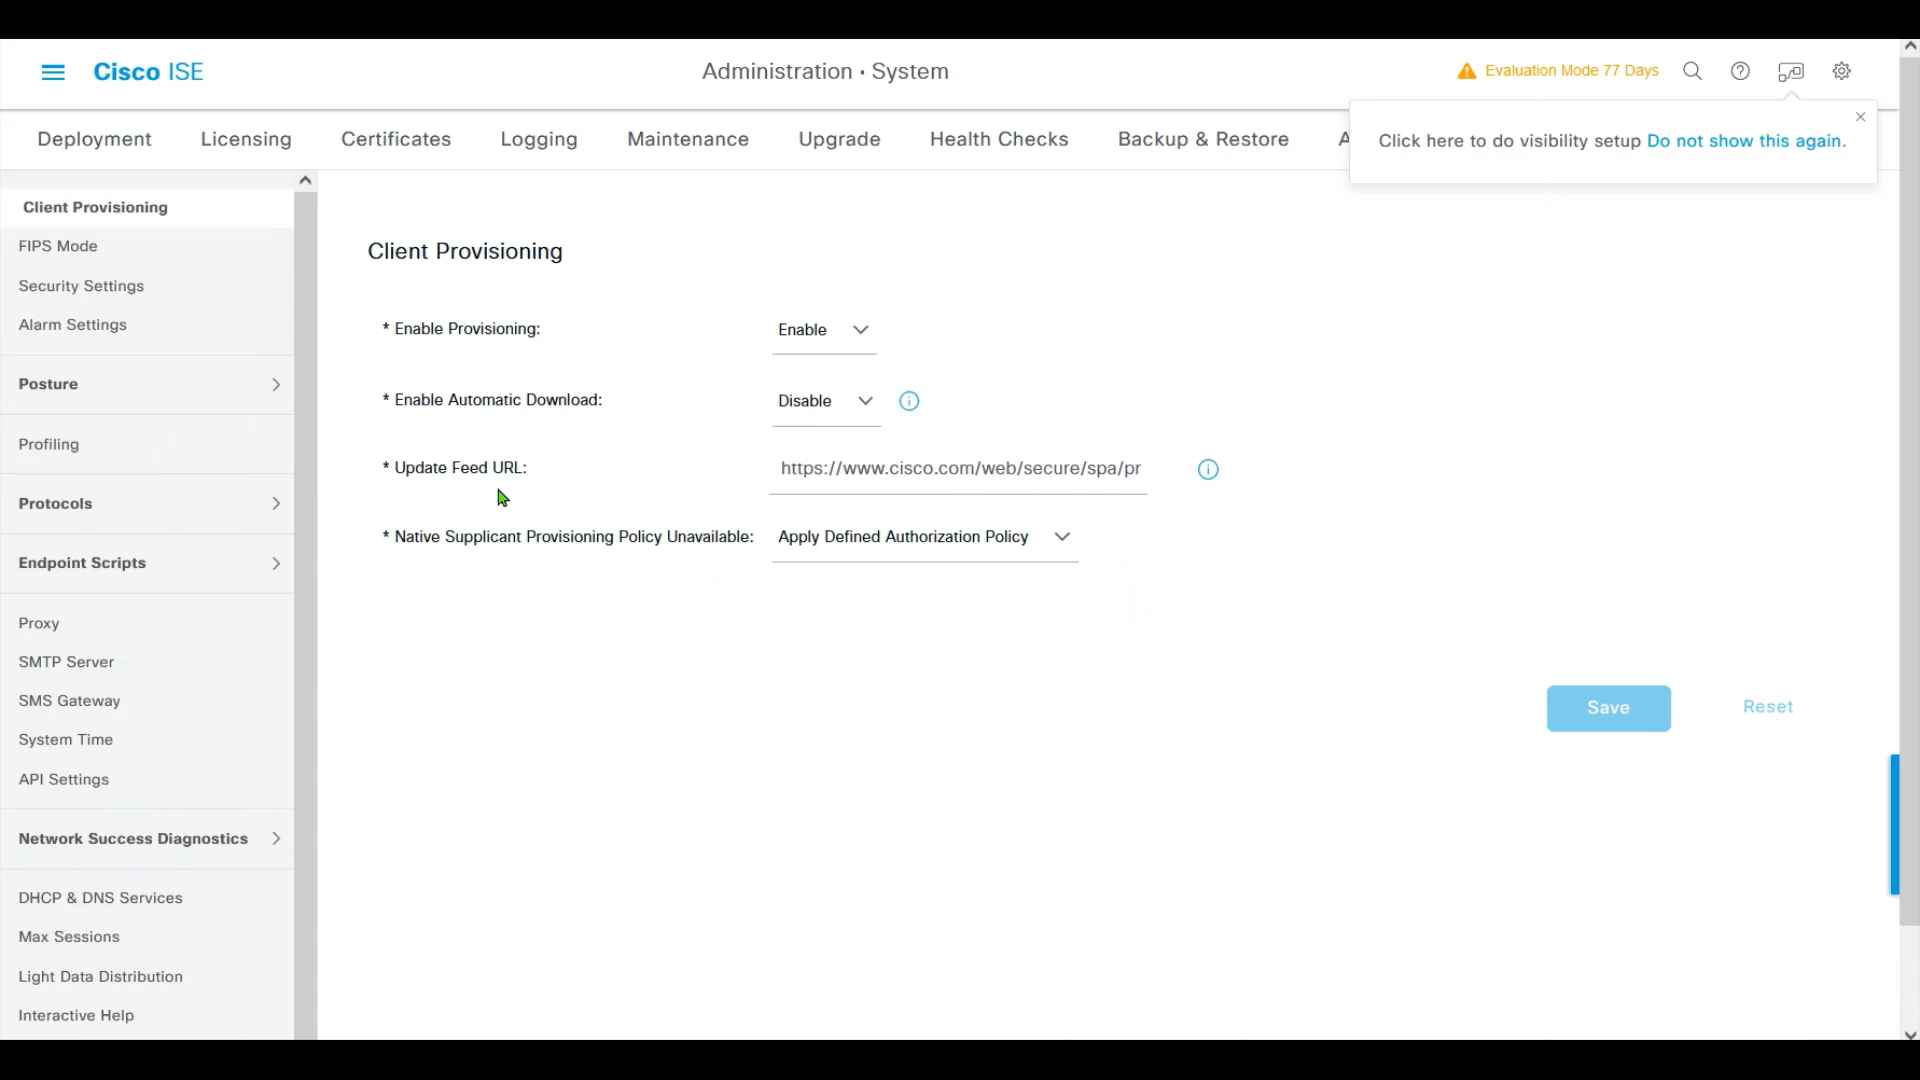 Cisco ISE
Administration · System
Evaluation Mode 77 Days
Deployment Licensing Certificates Logging Maintenance Upgrade Health Checks Backup & Restore A
Click here to do visibility setup Do not show this again.
Client Provisioning
FIPS Mode
Security Settings
Alarm Settings
Posture
Profiling
Protocols
Endpoint Scripts
Proxy
SMTP Server
SMS Gateway
System Time
API Settings
Network Success Diagnostics
DHCP & DNS Services
Max Sessions
Light Data Distribution
Interactive Help
Client Provisioning
* Enable Provisioning: Enable
* Enable Automatic Download: Disable
* Update Feed URL: https://www.cisco.com/web/secure/spa/pr
* Native Supplicant Provisioning Policy Unavailable: Apply Defined Authorization Policy
Save Reset